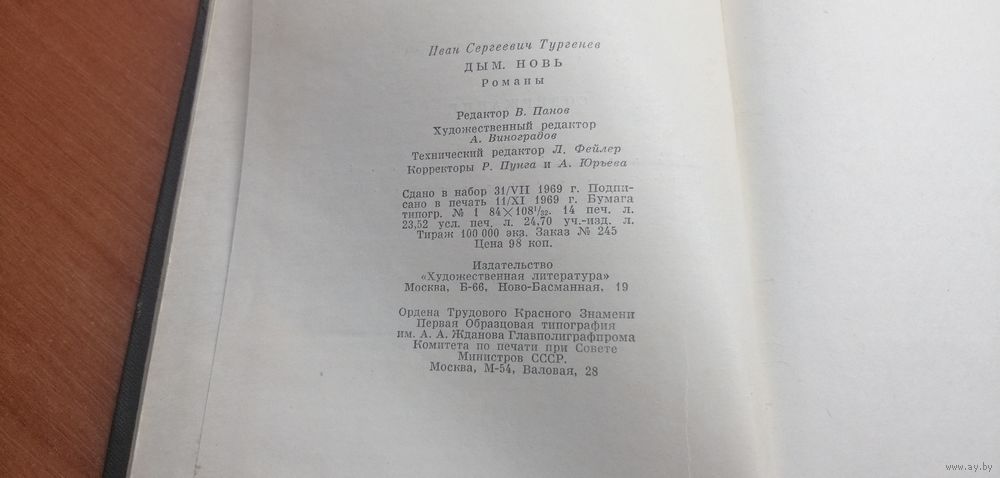 Иван Сергеевич Тургенев
ДЫМ. НОВЬ
Романы
Редактор В. Панов
Художественный редактор
А. Виноградов
Технический редактор Л. Фейлер
Корректоры Р. Пунга и А. Юрьева
Сдано в набор 31/VII 1969 г. Подпи-
сано в печать 11/XI 1969 г. Бумага
типогр. № 1 84×108¹/₃₂. 14 печ. л.
23,52 усл. печ. л. 24,70 уч.-изд. л.
Тираж 100 000 экз. Заказ № 245
Цена 98 коп.
Издательство
«Художественная литература»
Москва, Б-66, Ново-Басманная, 19
Ордена Трудового Красного Знамени
Первая Образцовая типография
им. А. А. Жданова Главполиграфпрома
Комитета по печати при Совете
Министров СССР.
Москва, М-54, Валовая, 28
www.ay.by